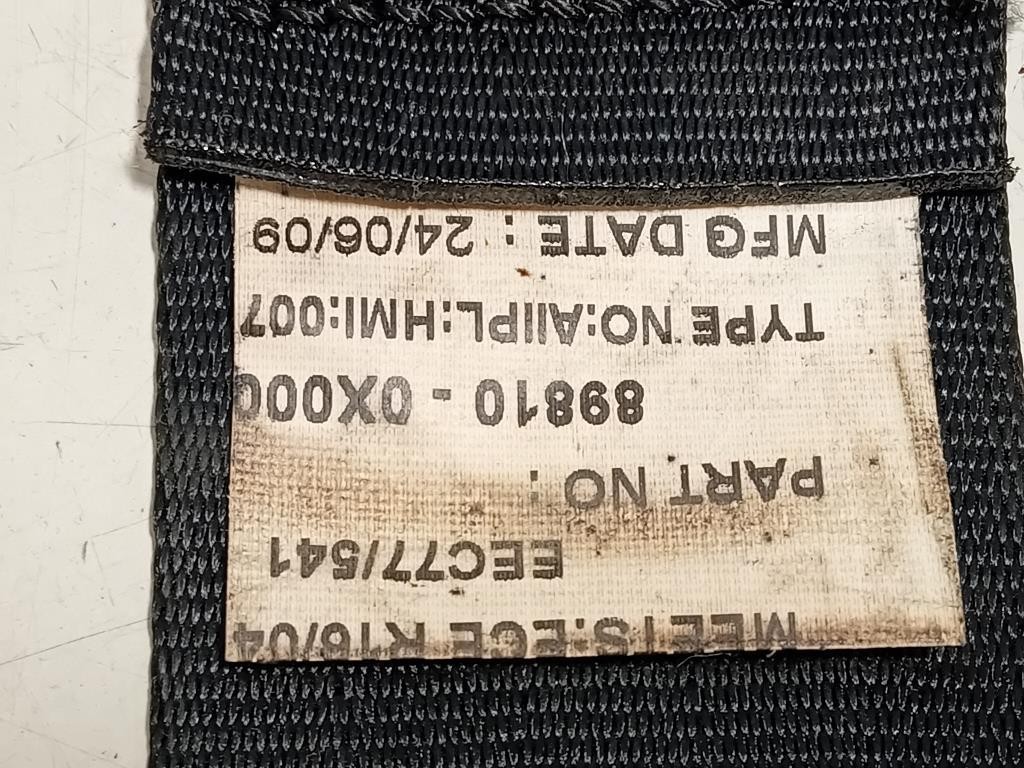 MEETS:ECE R16/04
EEC77/541
PART NO :
89810 - 0X000
TYPE NO:AIIPL:HMI:007
MFG DATE : 24/06/09